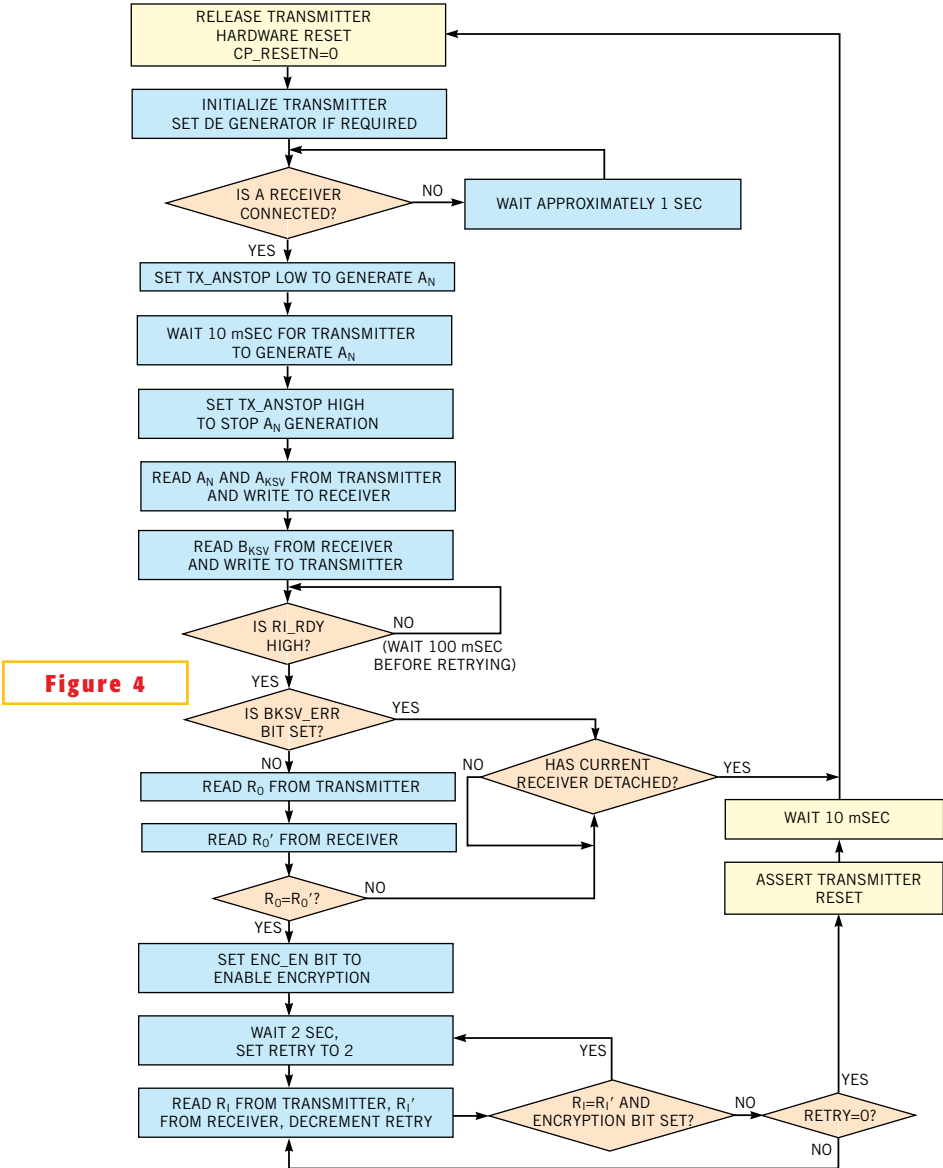 RELEASE TRANSMITTER
HARDWARE RESET
CP_RESETN=0
INITIALIZE TRANSMITTER
SET DE GENERATOR IF REQUIRED
IS A RECEIVER
CONNECTED?
NO
WAIT APPROXIMATELY 1 SEC
YES
SET TX_ANSTOP LOW TO GENERATE AN
WAIT 10 mSEC FOR TRANSMITTER
TO GENERATE AN
SET TX_ANSTOP HIGH
TO STOP AN GENERATION
READ AN AND AKSV FROM TRANSMITTER
AND WRITE TO RECEIVER
READ BKSV FROM RECEIVER
AND WRITE TO TRANSMITTER
IS RI_RDY
HIGH?
NO
(WAIT 100 mSEC
BEFORE RETRYING)
Figure 4
YES
IS BKSV_ERR
BIT SET?
YES
NO
HAS CURRENT
RECEIVER DETACHED?
NO
YES
READ R0 FROM TRANSMITTER
READ R0' FROM RECEIVER
R0=R0'?
NO
YES
WAIT 10 mSEC
ASSERT TRANSMITTER
RESET
SET ENC_EN BIT TO
ENABLE ENCRYPTION
WAIT 2 SEC,
SET RETRY TO 2
YES
READ RI FROM TRANSMITTER, RI'
FROM RECEIVER, DECREMENT RETRY
RI=RI' AND
ENCRYPTION BIT SET?
NO
YES
RETRY=0?
NO